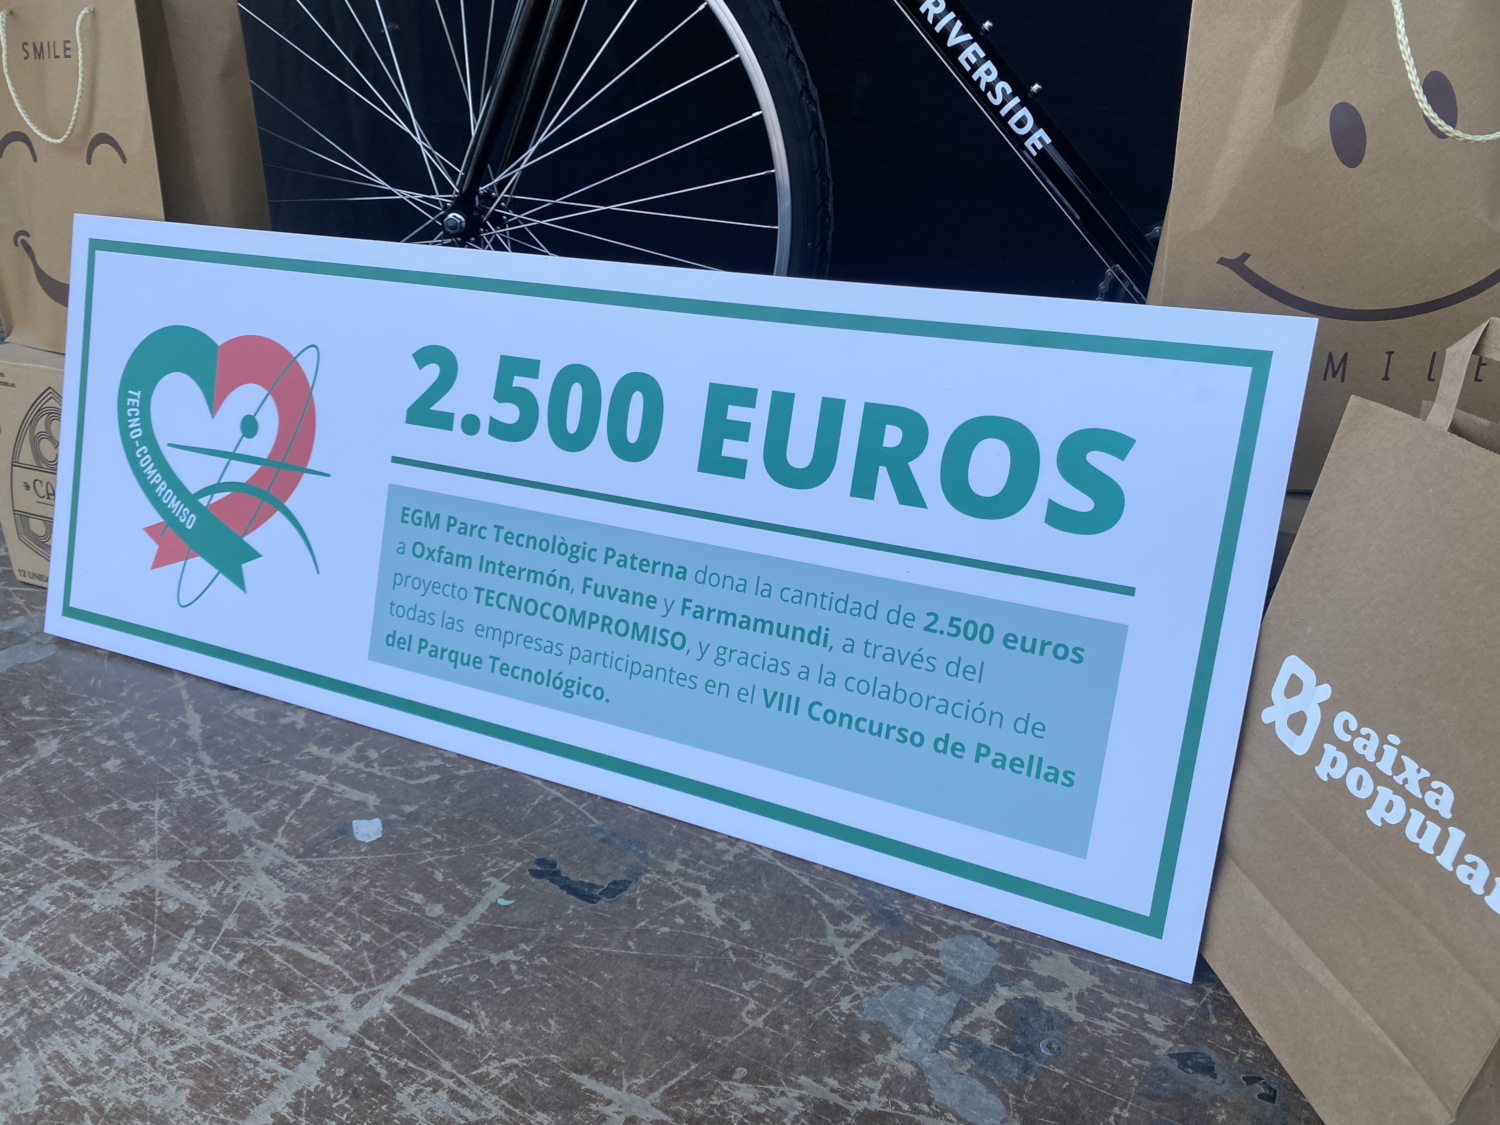 SMILE
RIVERSIDE
MILE
TECNO-COMPROMISO
2.500 EUROS
EGM Parc Tecnològic Paterna dona la cantidad de 2.500 euros
a Oxfam Intermón, Fuvane y Farmamundi, a través del
proyecto TECNOCOMPROMISO, y gracias a la colaboración de
todas las empresas participantes en el VIII Concurso de Paellas
del Parque Tecnológico.
caixa
popular